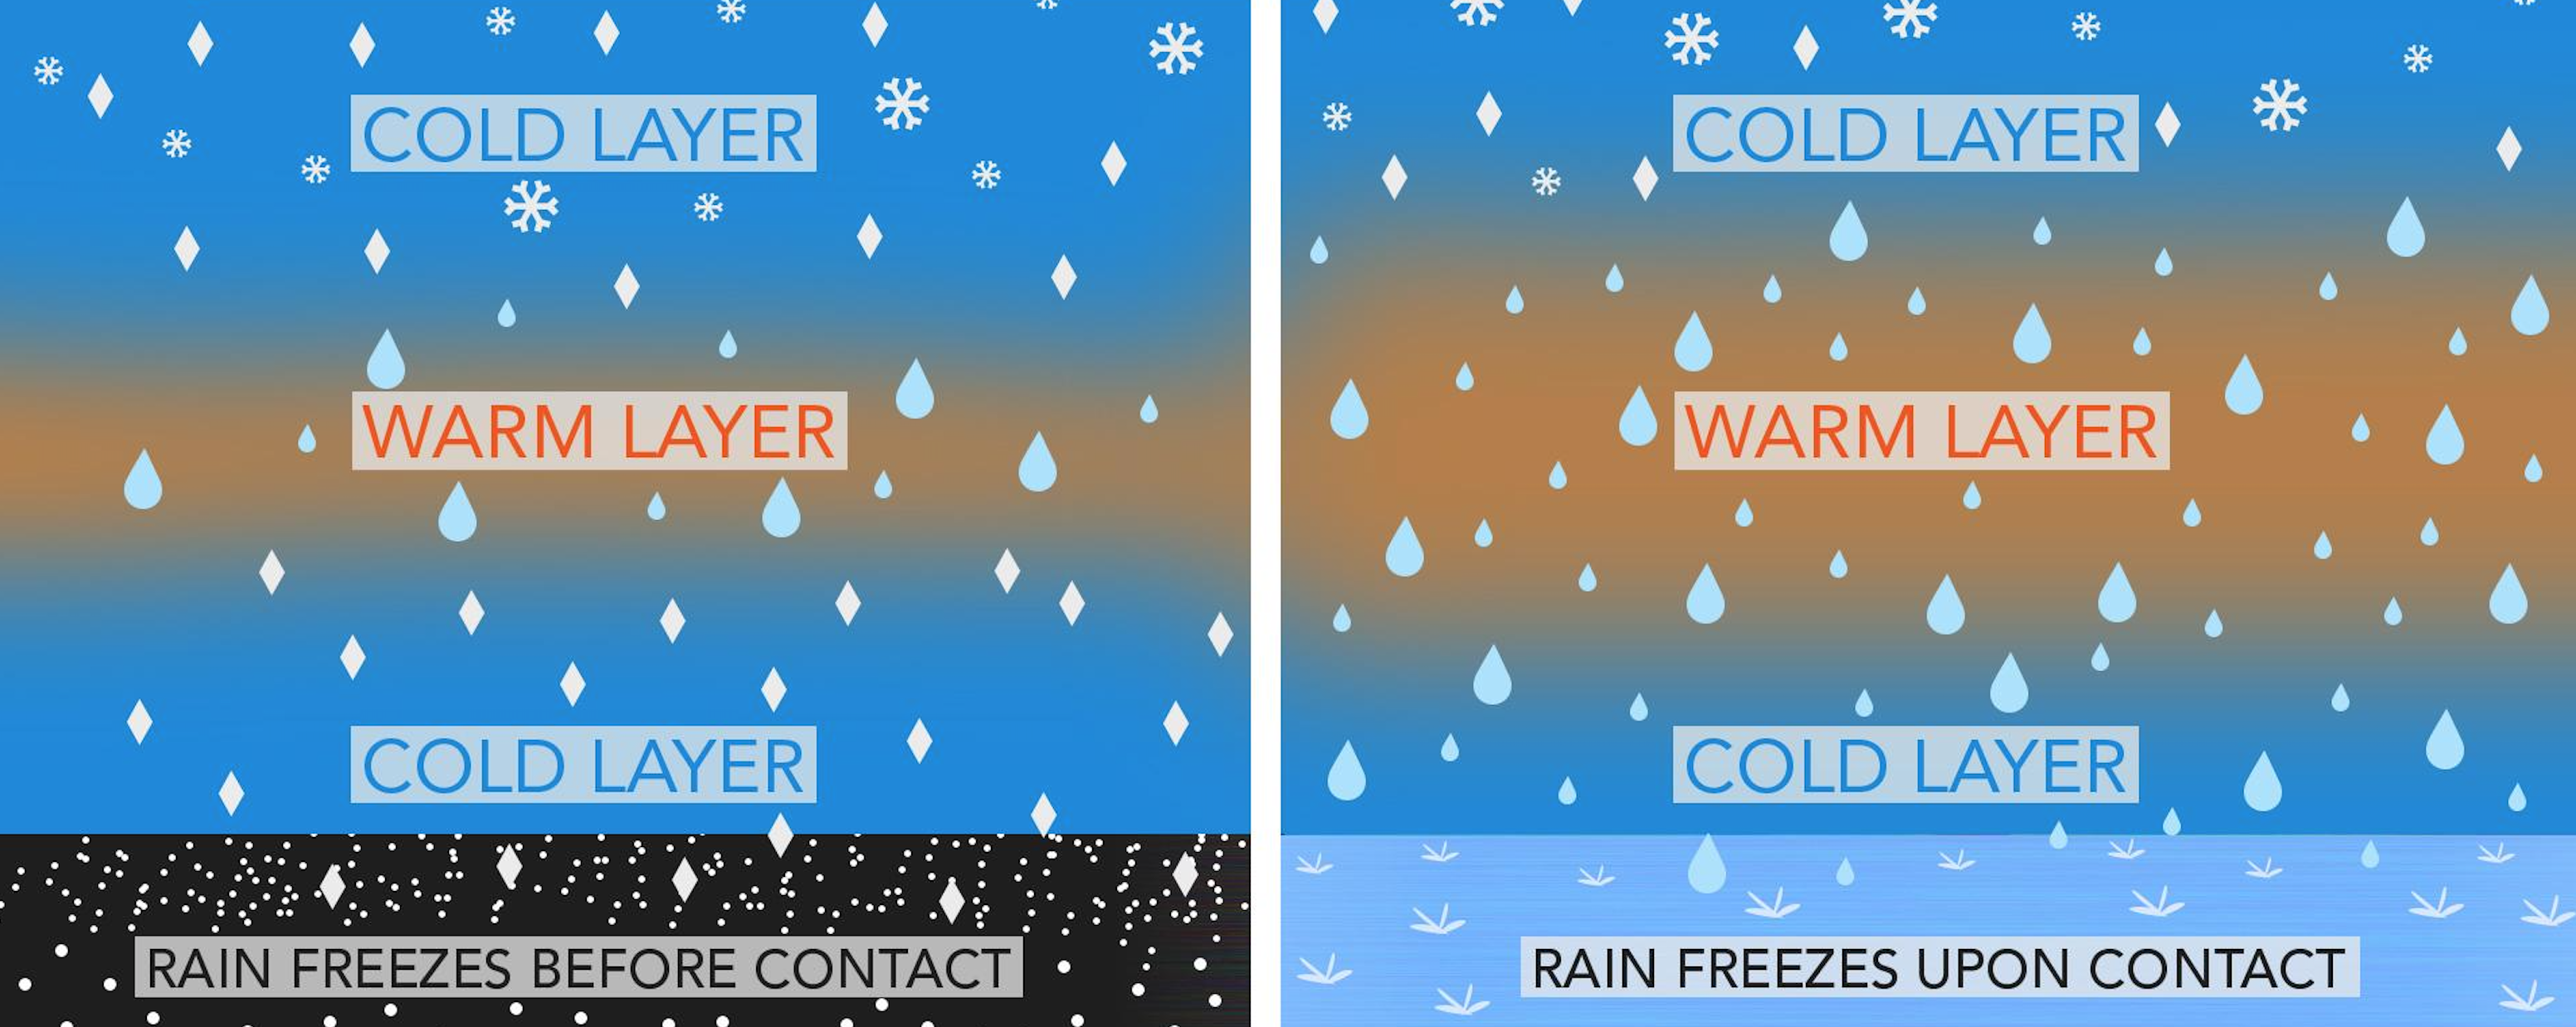 COLD LAYER
WARM LAYER
COLD LAYER
RAIN FREEZES BEFORE CONTACT
COLD LAYER
WARM LAYER
COLD LAYER
RAIN FREEZES UPON CONTACT